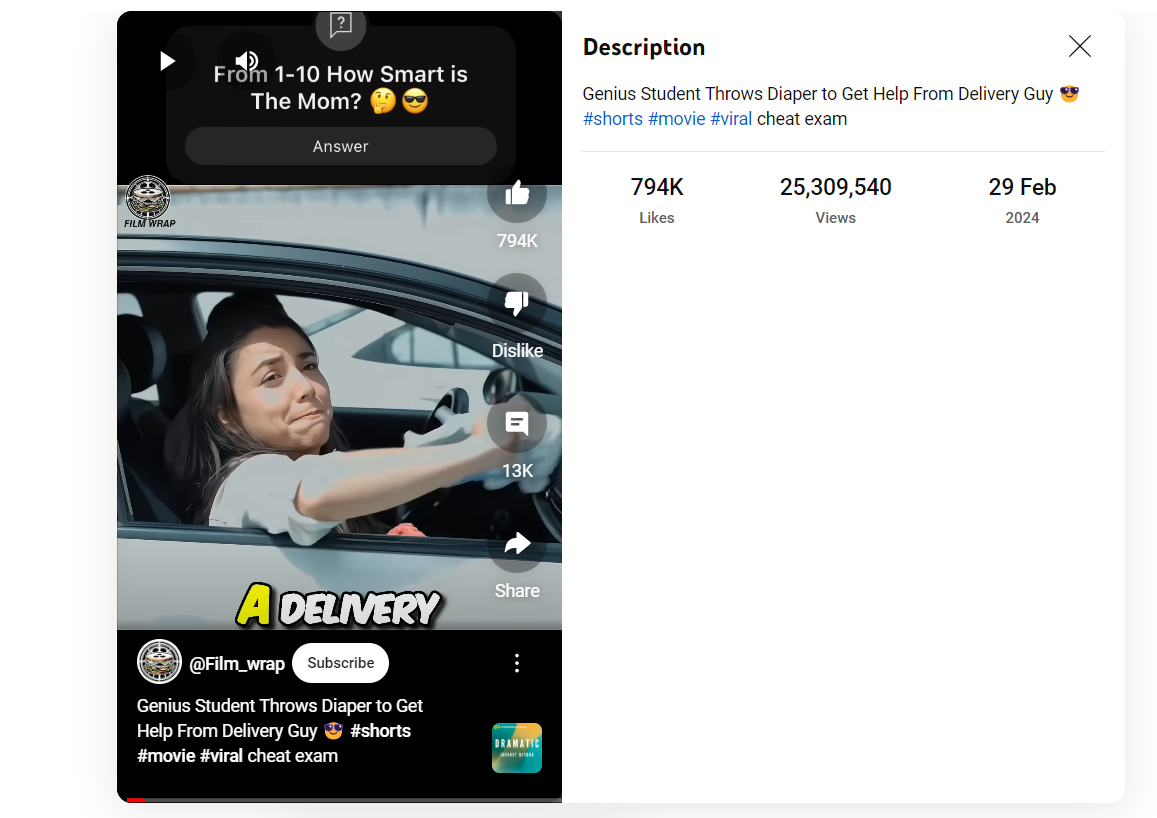 ?
From 1-10 How Smart is
The Mom? 🤔😎
Answer
FILM WRAP
794K
Dislike
13K
Share
A DELIVERY
@Film_wrap
Subscribe
Genius Student Throws Diaper to Get
Help From Delivery Guy 😎 #shorts
#movie #viral cheat exam
DRAMATIC
Description
Genius Student Throws Diaper to Get Help From Delivery Guy 😎
#shorts #movie #viral cheat exam
794K
Likes
25,309,540
Views
29 Feb
2024